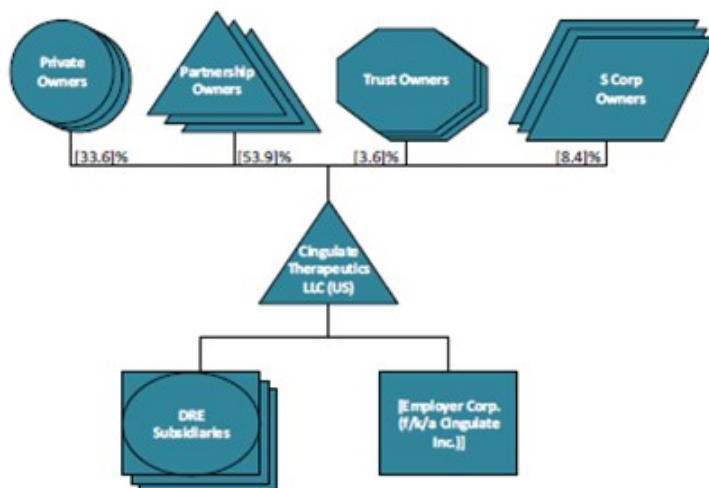 Private
Owners
Partnership
Owners
Trust Owners
S Corp
Owners
[33.6]%
[53.9]%
[3.6]%
[8.4]%
Cingulate
Therapeutics
LLC (US)
DRE
Subsidiaries
[Employer Corp.
(f/k/a Cingulate
Inc.)]